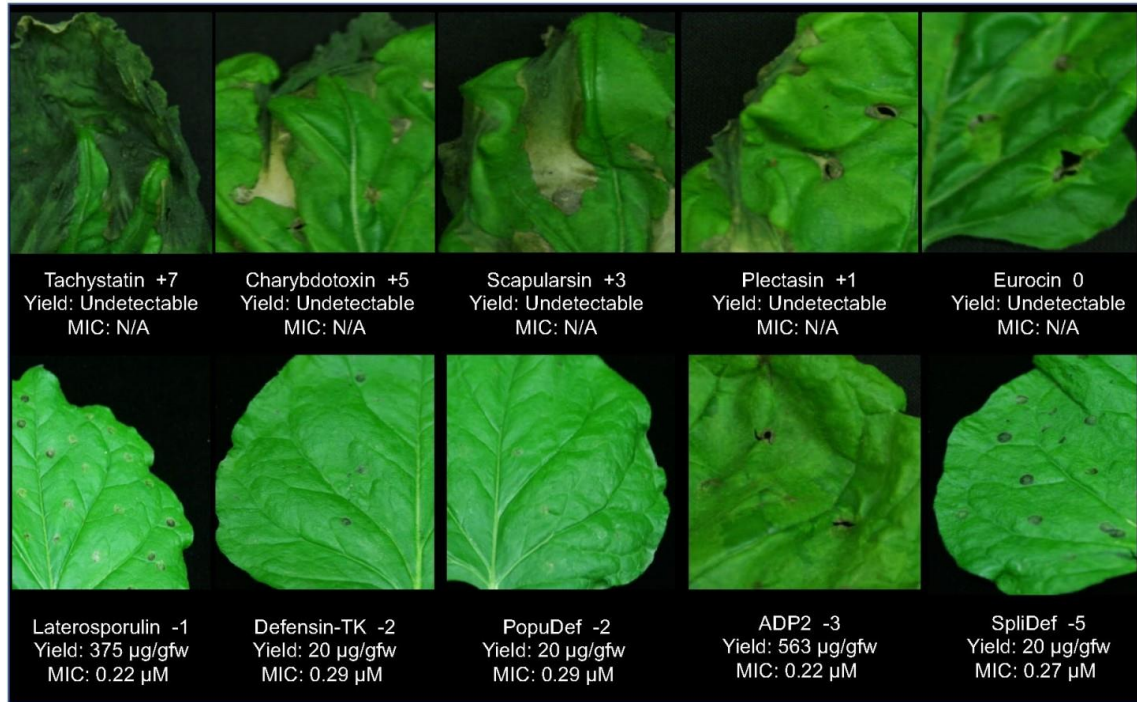 Tachystatin +7
Yield: Undetectable
MIC: N/A
Charybdotoxin +5
Yield: Undetectable
MIC: N/A
Scapularsin +3
Yield: Undetectable
MIC: N/A
Plectasin +1
Yield: Undetectable
MIC: N/A
Eurocin 0
Yield: Undetectable
MIC: N/A
Laterosporulin -1
Yield: 375 µg/gfw
MIC: 0.22 µM
Defensin-TK -2
Yield: 20 µg/gfw
MIC: 0.29 µM
PopuDef -2
Yield: 20 µg/gfw
MIC: 0.29 µM
ADP2 -3
Yield: 563 µg/gfw
MIC: 0.22 µM
SpliDef -5
Yield: 20 µg/gfw
MIC: 0.27 µM